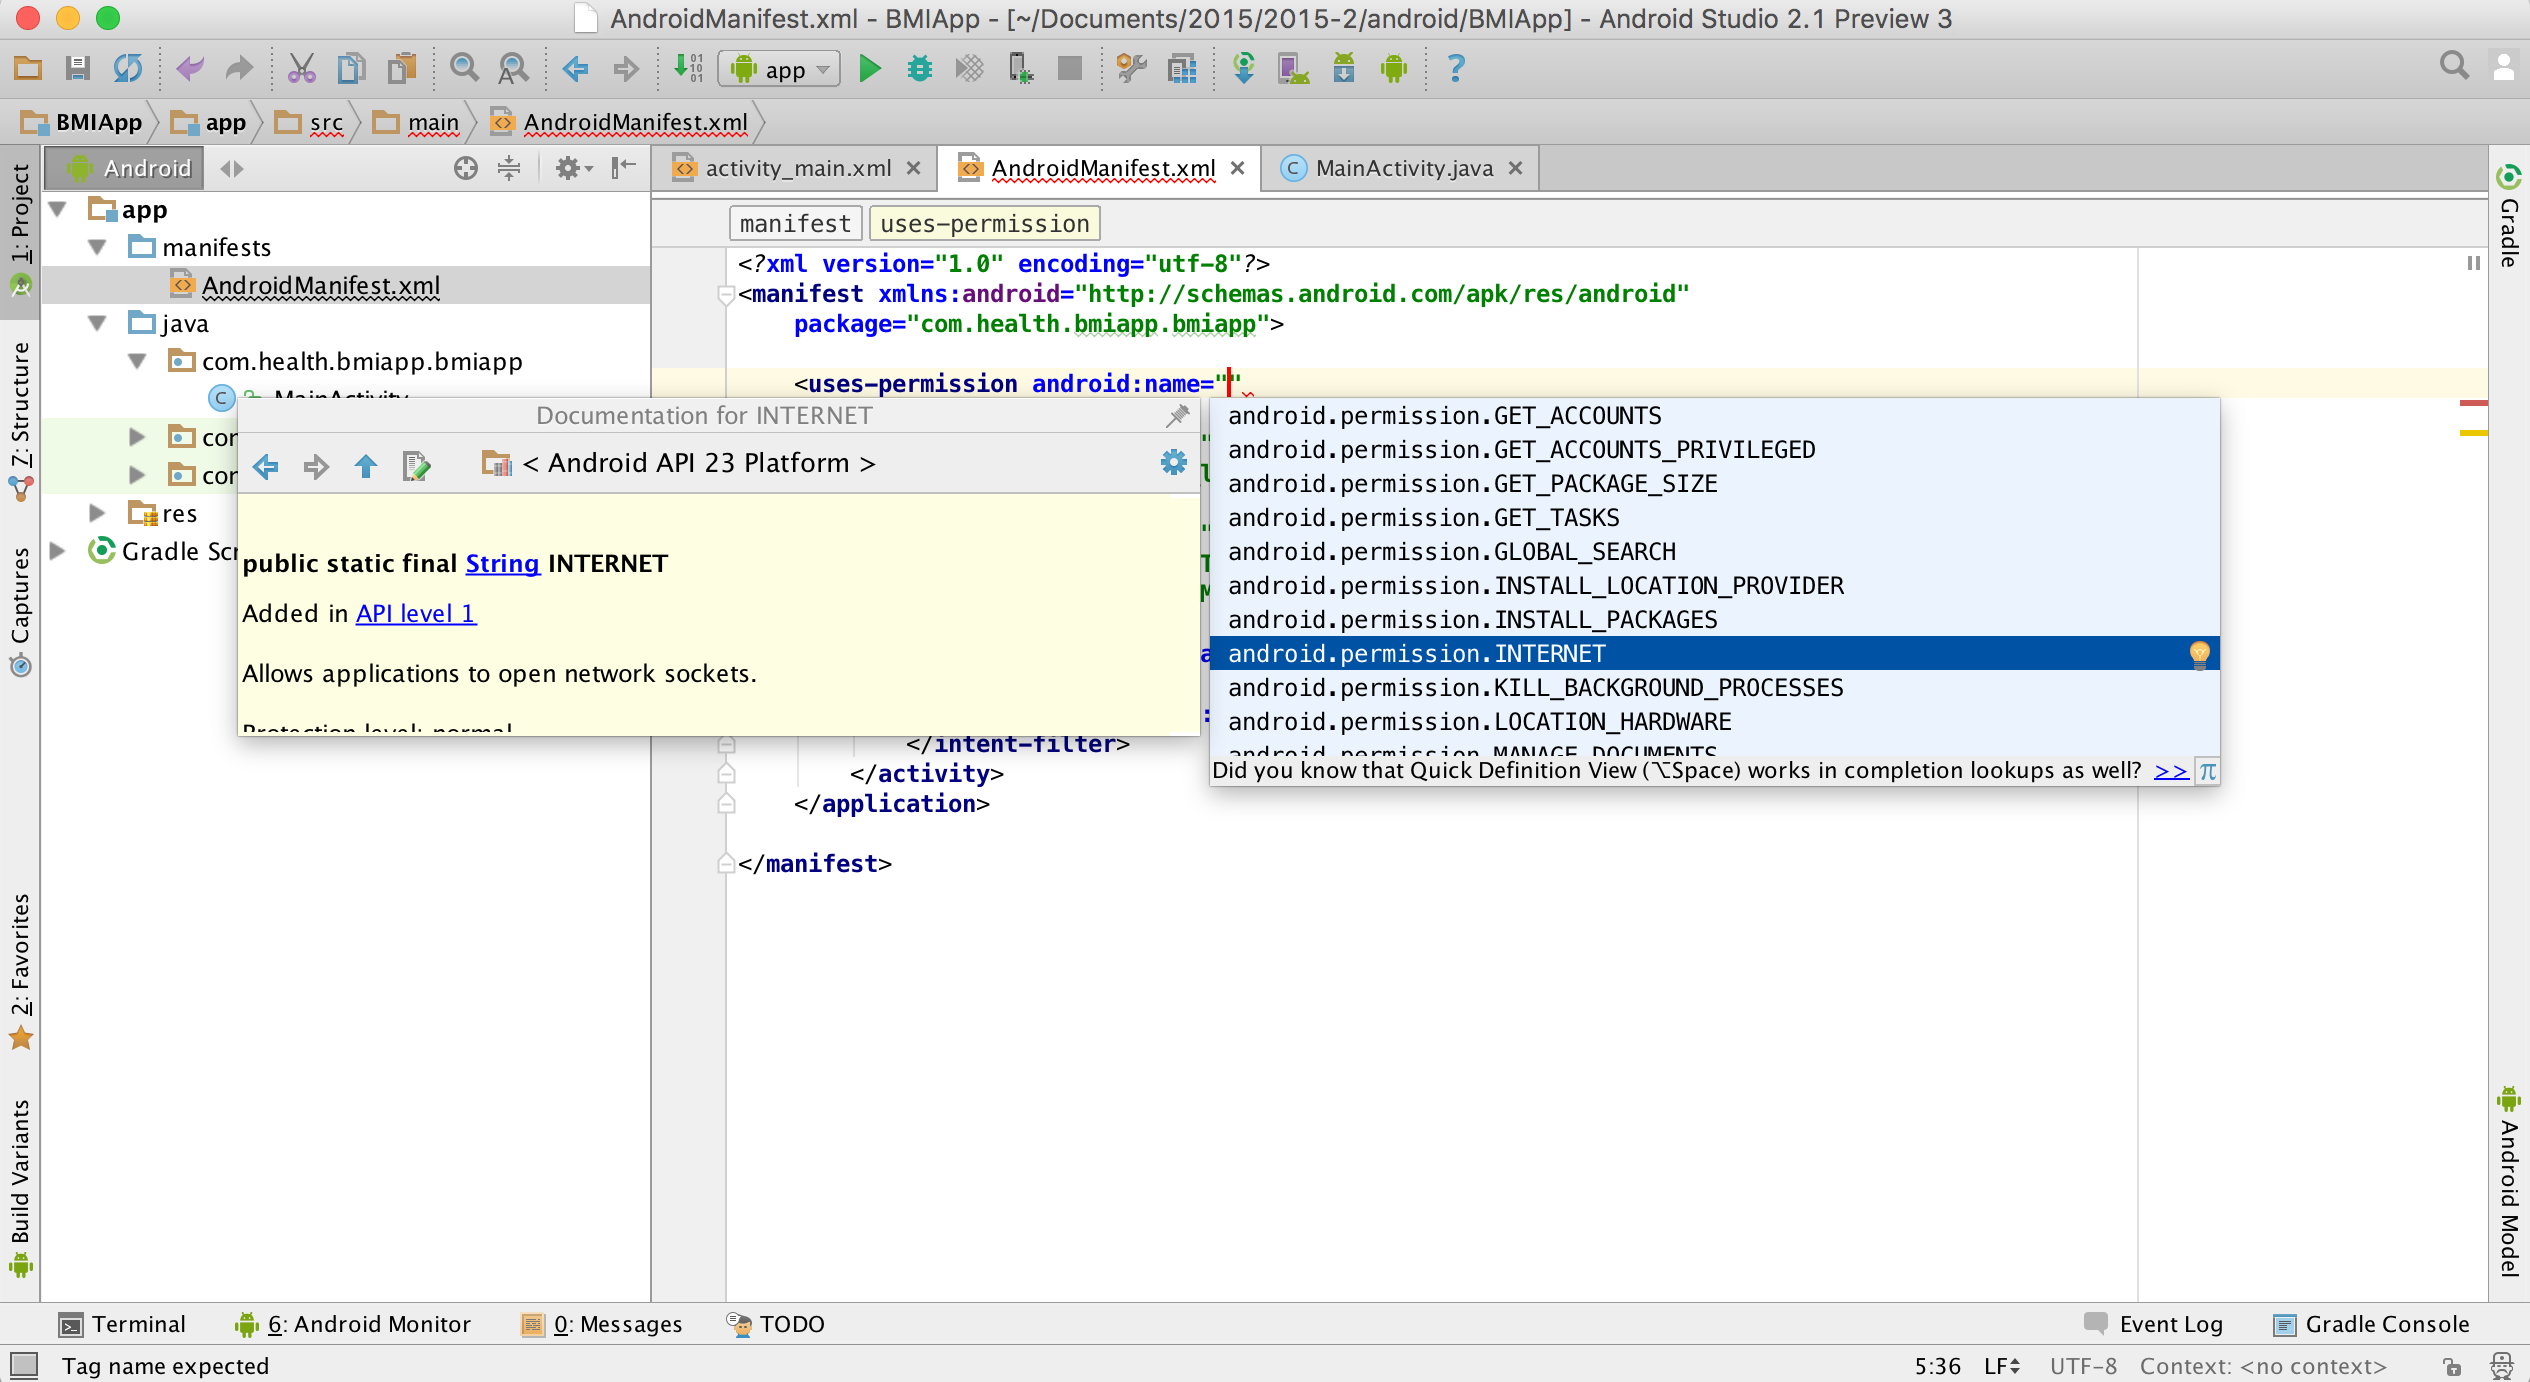 AndroidManifest.xml - BMIApp - [~/Documents/2015/2015-2/android/BMIApp] - Android Studio 2.1 Preview 3
app
BMIApp
app
src
main
AndroidManifest.xml
1: Project
7: Structure
Captures
2: Favorites
Build Variants
Android
app
manifests
AndroidManifest.xml
java
com.health.bmiapp.bmiapp
MainActivity
res
activity_main.xml
AndroidManifest.xml
MainActivity.java
manifest
uses-permission
<?xml version="1.0" encoding="utf-8"?>
<manifest xmlns:android="http://schemas.android.com/apk/res/android"
package="com.health.bmiapp.bmiapp">
<uses-permission android:name=""
Documentation for INTERNET
< Android API 23 Platform >
public static final String INTERNET
Added in API level 1
Allows applications to open network sockets.
Protection level: normal
android.permission.GET_ACCOUNTS
android.permission.GET_ACCOUNTS_PRIVILEGED
android.permission.GET_PACKAGE_SIZE
android.permission.GET_TASKS
android.permission.GLOBAL_SEARCH
android.permission.INSTALL_LOCATION_PROVIDER
android.permission.INSTALL_PACKAGES
android.permission.INTERNET
android.permission.KILL_BACKGROUND_PROCESSES
android.permission.LOCATION_HARDWARE
android.permission.MANAGE_DOCUMENTS
Did you know that Quick Definition View (⌥Space) works in completion lookups as well? >> π
</intent-filter>
</activity>
</application>
</manifest>
Gradle
Android Model
Terminal
6: Android Monitor
0: Messages
TODO
Event Log
Gradle Console
Tag name expected
5:36
LF
UTF-8
Context: <no context>